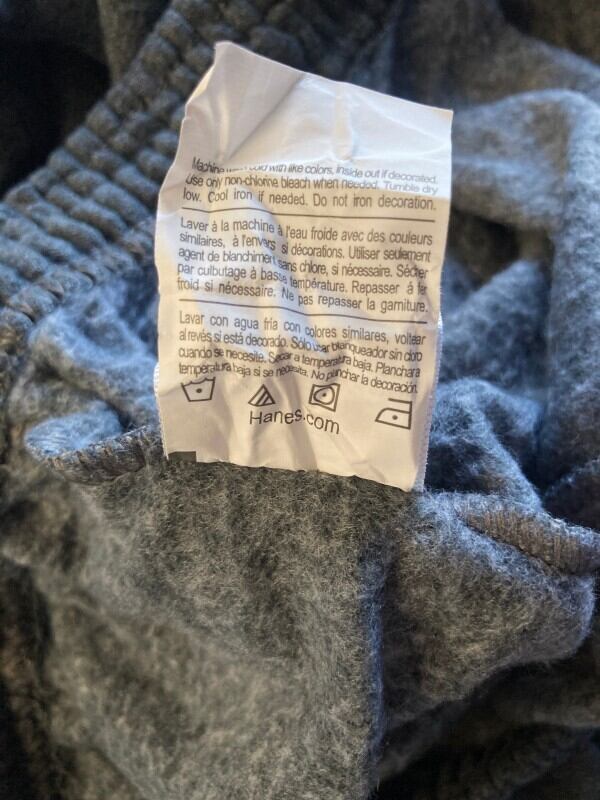 Machine wash cold with like colors, inside out if decorated.
Use only non-chlorine bleach when needed. Tumble dry
low. Cool iron if needed. Do not iron decoration.
Laver à la machine à l'eau froide avec des couleurs
similaires, à l'envers si décorations. Utiliser seulement
agent de blanchiment sans chlore, si nécessaire. Sécher
par culbutage à basse température. Repasser à fer
froid si nécessaire. Ne pas repasser la garniture.
Lavar con agua fría con colores similares, voltear
al revés si está decorado. Sólo usar blanqueador sin cloro
cuando se necesite. Secar a temperatura baja. Planchar a
temperatura baja si se necesita. No planchar la decoración.
Hanes.com